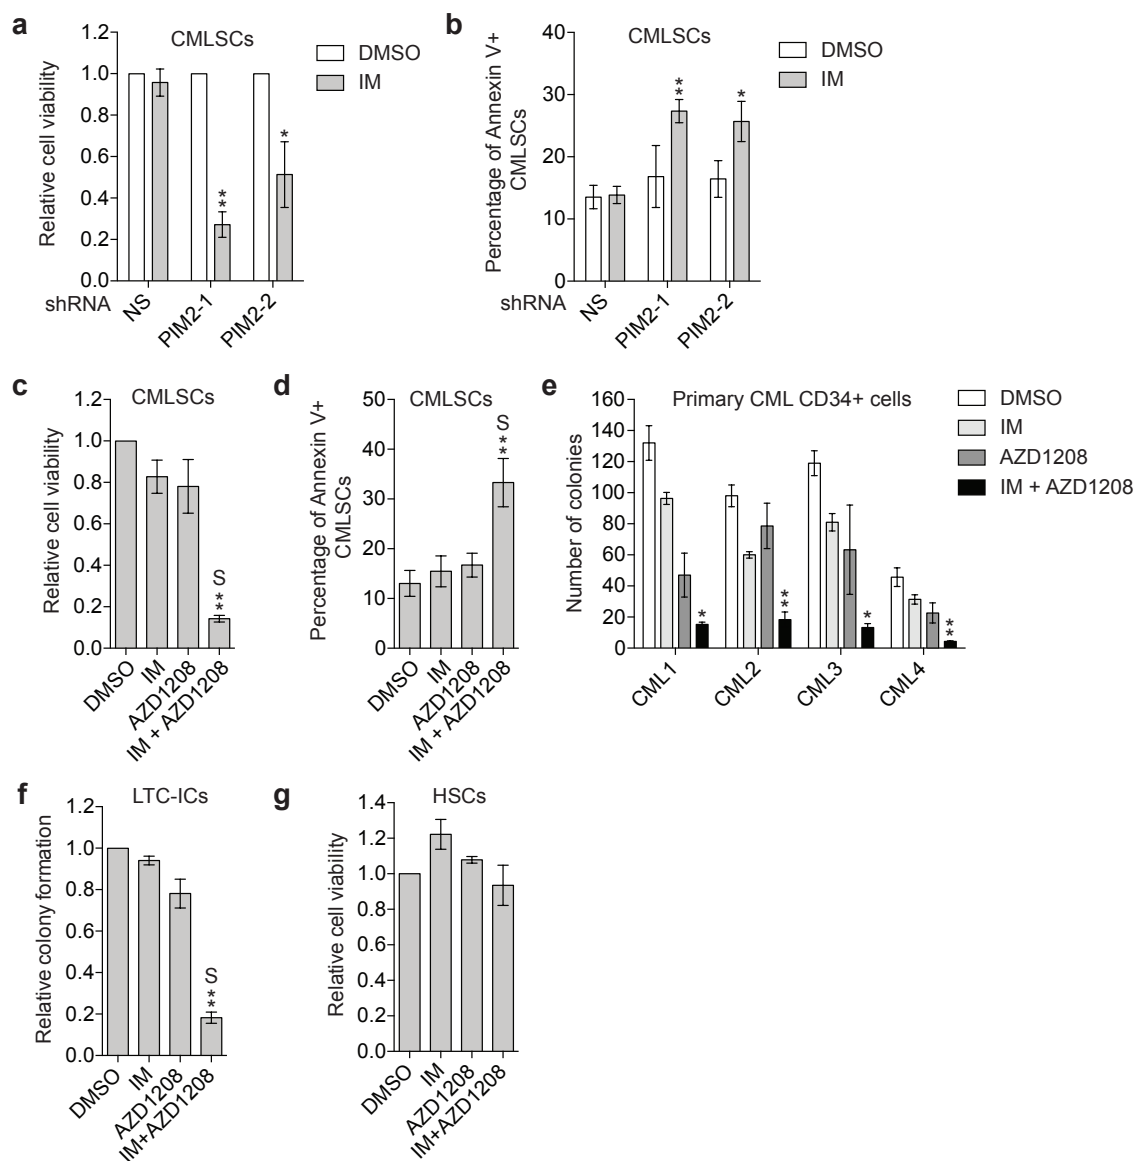 a
CMLSCs
DMSO
IM
Relative cell viability
1.2
1.0
0.8
0.6
0.4
0.2
0.0
**
*
shRNA
NS
PIM2-1
PIM2-2
b
CMLSCs
DMSO
IM
Percentage of Annexin V+
CMLSCs
40
30
20
10
0
**
*
shRNA
NS
PIM2-1
PIM2-2
c
CMLSCs
Relative cell viability
1.2
1.0
0.8
0.6
0.4
0.2
0.0
S
**
DMSO
IM
AZD1208
IM + AZD1208
d
CMLSCs
Percentage of Annexin V+
CMLSCs
50
40
30
20
10
0
S
**
DMSO
IM
AZD1208
IM + AZD1208
e
Primary CML CD34+ cells
DMSO
IM
AZD1208
IM + AZD1208
Number of colonies
160
140
120
100
80
60
40
20
0
*
**
*
**
CML1
CML2
CML3
CML4
f
LTC-ICs
Relative colony formation
1.2
1.0
0.8
0.6
0.4
0.2
0.0
S
**
DMSO
IM
AZD1208
IM+AZD1208
g
HSCs
Relative cell viability
1.4
1.2
1.0
0.8
0.6
0.4
0.2
0.0
DMSO
IM
AZD1208
IM+AZD1208